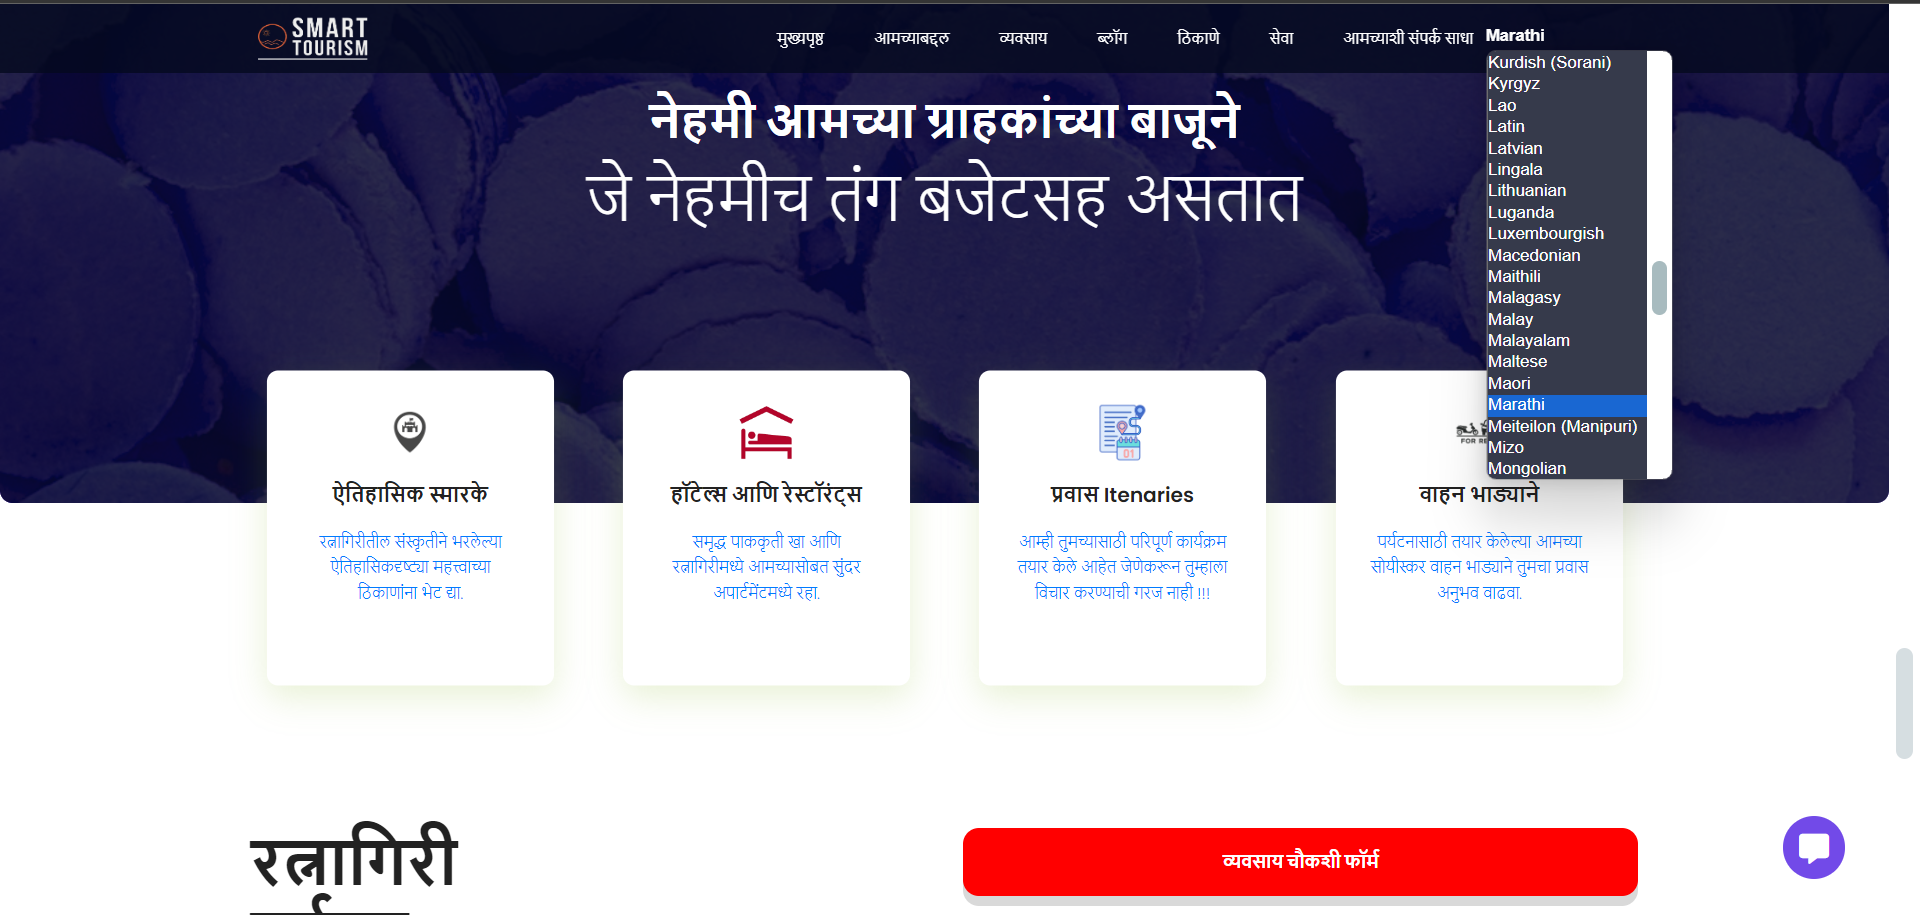 SMART
TOURISM
मुख्यपृष्ठ आमच्याबद्दल व्यवसाय ब्लॉग ठिकाणे सेवा आमच्याशी संपर्क साधा Marathi
Kurdish (Sorani)
Kyrgyz
Lao
Latin
Latvian
Lingala
Lithuanian
Luganda
Luxembourgish
Macedonian
Maithili
Malagasy
Malay
Malayalam
Maltese
Maori
Marathi
Meiteilon (Manipuri)
Mizo
Mongolian
नेहमी आमच्या ग्राहकांच्या बाजूने
जे नेहमीच तंग बजेटसह असतात
ऐतिहासिक स्मारके
रत्नागिरीतील संस्कृतीने भरलेल्या
ऐतिहासिकदृष्ट्या महत्त्वाच्या
ठिकाणांना भेट द्या.
हॉटेल्स आणि रेस्टॉरंट्स
समृद्ध पाककृती खा आणि
रत्नागिरीमध्ये आमच्यासोबत सुंदर
अपार्टमेंटमध्ये रहा.
01
प्रवास Itenaries
आम्ही तुमच्यासाठी परिपूर्ण कार्यक्रम
तयार केले आहेत जेणेकरून तुम्हाला
विचार करण्याची गरज नाही !!!
FOR
वाहन भाड्याने
पर्यटनासाठी तयार केलेल्या आमच्या
सोयीस्कर वाहन भाड्याने तुमचा प्रवास
अनुभव वाढवा.
रत्नागिरी
व्यवसाय चौकशी फॉर्म